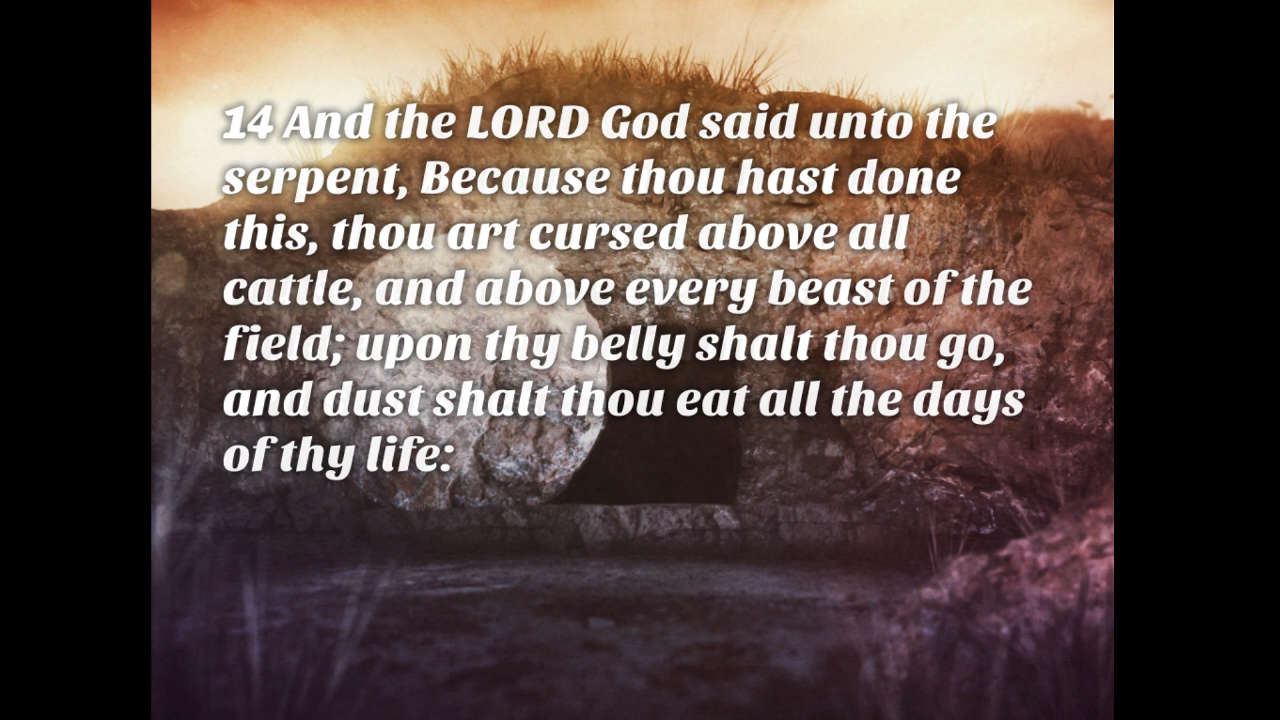 14 And the LORD God said unto the
serpent, Because thou hast done
this, thou art cursed above all
cattle, and above every beast of the
field; upon thy belly shalt thou go,
and dust shalt thou eat all the days
of thy life: